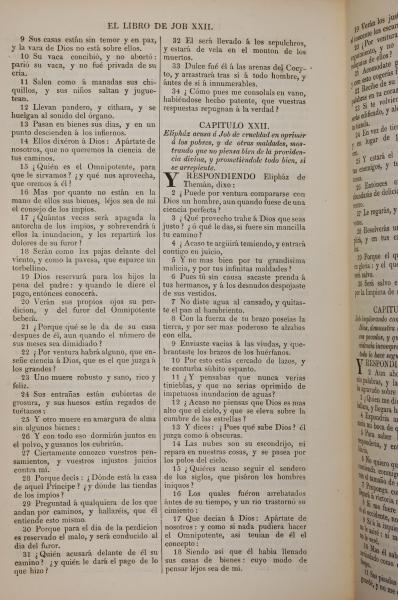 EL LIBRO DE JOB XXII.
9 Sus casas están sin temor y en paz,
y la vara de Dios no está sobre ellos.
10 Su vaca concibió, y no abortó:
parió su vaca, y no fué privada de su
cria.
11 Salen como á manadas sus chi-
quillos, y sus niños saltan y jugue-
tean.
12 Llevan pandero, y cíthara, y se
huelgan al sonido del órgano.
13 Pasan en bienes sus dias, y en un
punto descienden á los infiernos.
14 Ellos dixéron á Dios: Apártate de
nosotros, que no queremos la ciencia de
tus caminos.
15 ¿Quién es el Omnipotente, para
que le sirvamos? ¿y qué nos aprovecha,
que oremos á él?
16 Mas por quanto no están en la
mano de ellos sus bienes, léjos sea de mí
el consejo de los impíos.
17 ¿Quántas veces será apagada la
antorcha de los impíos, y sobrevendrá á
ellos la inundacion, y les repartirá los
dolores de su furor?
18 Serán como las pajas delante del
viento, y como la pavesa, que esparce un
torbellino.
19 Dios reservará para los hijos la
pena del padre: y quando le diere el
pago, entónces conocerá.
20 Verán sus propios ojos su per-
dicion, y del furor del Omnipotente
beberá.
21 ¿Porque qué se le da de su casa
despues de él, aun quando el número de
sus meses sea dimidiado?
22 ¿Por ventura habrá alguno, que en-
señe ciencia á Dios, que es el que juzga á
los grandes?
23 Uno muere robusto y sano, rico y
feliz.
24 Sus entrañas están cubiertas de
grosura, y sus huesos están regados de
tuétanos:
25 Y otro muere en amargura de alma
sin algunos bienes:
26 Y con todo eso dormirán juntos en
el polvo, y gusanos los cubrirán.
27 Ciertamente conozco vuestros pen-
samientos, y vuestros injustos juicios
contra mí.
28 Porque decis: ¿Dónde está la casa
de aquel Príncipe? ¿y dónde las tiendas
de los impíos?
29 Preguntad á qualquiera de los que
andan por caminos, y hallaréis, que él
entiende esto mismo
30 Porque para el dia de la perdicion
es reservado el malo, y será conducido al
dia del furor.
31 ¿Quién acusará delante de él su
camino? ¿y quién le dará el pago de lo
que hizo?
32 El será llevado á los sepulchros,
y estará de vela en el monton de los
muertos.
33 Dulce fué él á las arenas del Cocy-
to, y arrastrará tras sí á todo hombre, y
ántes de sí á innumerables.
34 ¿Cómo pues me consolais en vano,
habiéndose hecho patente, que vuestras
respuestas repugnan á la verdad?
CAPITULO XXII.
Eliphaz acusa á Job de crueldad en oprimir
á los pobres, y de otras maldades, mos-
trando que no piensa bien de la providen-
cia divina, y prometiéndole todo bien, si
se arrepiente.
Y RESPONDIENDO Eliphaz de
Themán, dixo:
2 ¿Puede por ventura compararse con
Dios un hombre, aun quando fuese de una
ciencia perfecta?
3 ¿Qué provecho trahe á Dios que seas
justo? ¿ó qué le das, si fuere sin mancilla
tu camino?
4 ¿Acaso te argüirá temiendo, y entrará
contigo en juicio,
5 Y no mas bien por tu grandísima
malicia, y por tus infinitas maldades?
6 Pues tú sin causa sacaste prenda á
tus hermanos, y á los desnudos despojaste
de sus vestidos.
7 No diste agua al cansado, y quitas-
te el pan al hambriento.
8 Con la fuerza de tu brazo poseias la
tierra, y por ser mas poderoso te alzabas
con ella.
9 Enviaste vacías á las viudas, y que-
brantaste los brazos de los huérfanos.
10 Por esto estás cercado de lazos, y
te conturba súbito espanto.
11 ¿Y pensabas que nunca verias
tinieblas, y que no serias oprimido de
impetuosa inundacion de aguas?
12 ¿Acaso no piensas que Dios es mas
alto que el cielo, y que se eleva sobre la
cumbre de las estrellas?
13 Y dices: ¿Pues qué sabe Dios? él
juzga como á obscuras.
14 Las nubes son su escondrijo, ni
repara en nuestras cosas, y se pasea por
los polos del cielo.
15 ¿Quiéres acaso seguir el sendero
de los siglos, que pisáron los hombres
iniquos?
16 Los quales fuéron arrebatados
ántes de su tiempo, y un rio trastornó su
cimiento:
17 Que decian á Dios: Apártate de
nosotros: y como si nada pudiera hacer
el Omnipotente, así tenian de él el
concepto:
18 Siendo así que él habia llenado
sus casas de bienes: cuyo modo de
pensar léjos sea de mí.